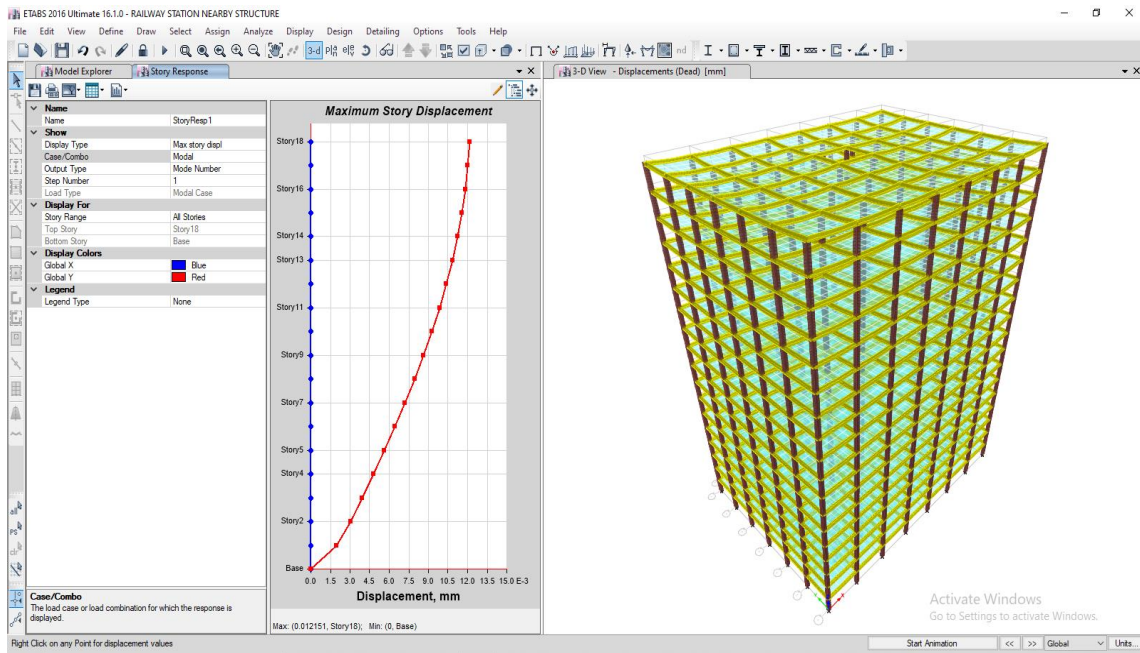 ETABS 2016 Ultimate 16.1.0 - RAILWAY STATION NEARBY STRUCTURE
File Edit View Define Draw Select Assign Analyze Display Design Detailing Options Tools Help
3-d nd
Model Explorer Story Response
3-D View - Displacements (Dead) [mm]
Name
Name StoryResp1
Show
Display Type Max story displ
Case/Combo Modal
Output Type Mode Number
Step Number 1
Load Type Modal Case
Display For
Story Range All Stories
Top Story Story18
Bottom Story Base
Display Colors
Global X Blue
Global Y Red
Legend
Legend Type None
Maximum Story Displacement
Story18
Story16
Story14
Story13
Story11
Story9
Story7
Story5
Story4
Story2
Base
0.0 1.5 3.0 4.5 6.0 7.5 9.0 10.5 12.0 13.5 15.0 E-3
Displacement, mm
Max: (0.012151, Story18); Min: (0, Base)
all
PS
clr
Case/Combo
The load case or load combination for which the response is
displayed.
Activate Windows
Go to Settings to activate Windows.
Right Click on any Point for displacement values
Start Animation << >> Global Units...